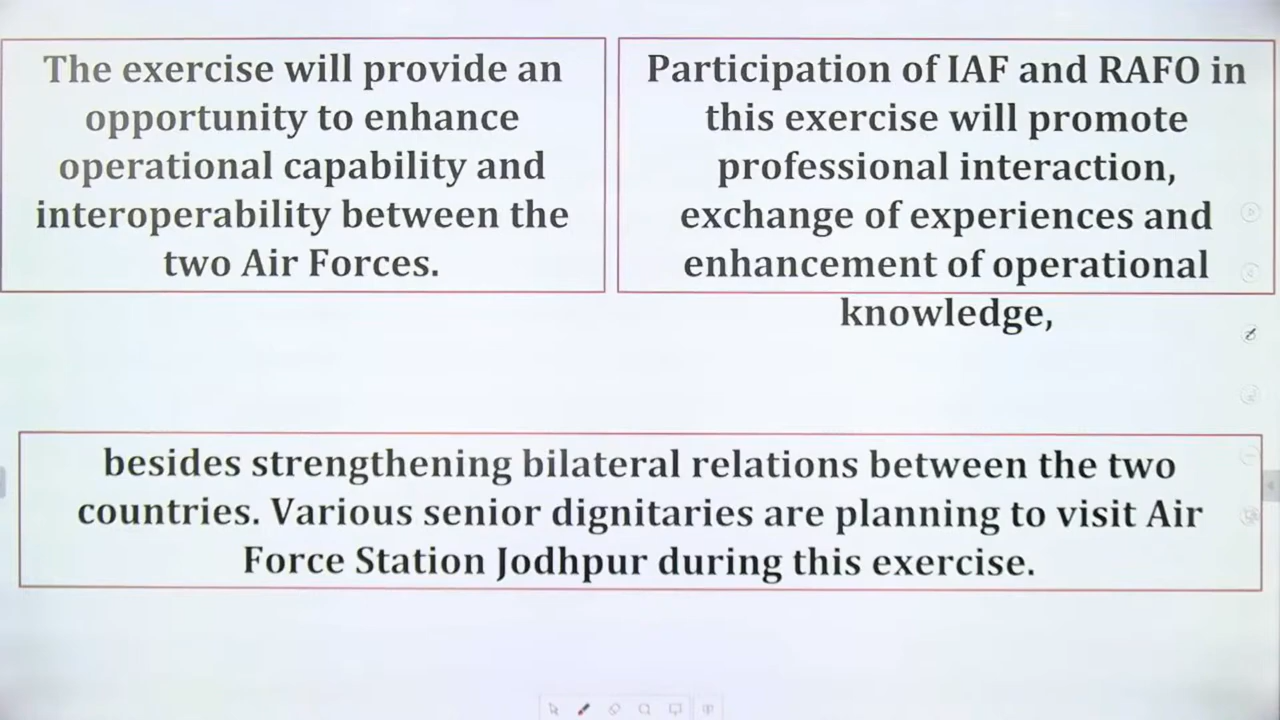 The exercise will provide an
opportunity to enhance
operational capability and
interoperability between the
two Air Forces.
Participation of IAF and RAFO in
this exercise will promote
professional interaction,
exchange of experiences and
enhancement of operational
knowledge,
besides strengthening bilateral relations between the two
countries. Various senior dignitaries are planning to visit Air
Force Station Jodhpur during this exercise.